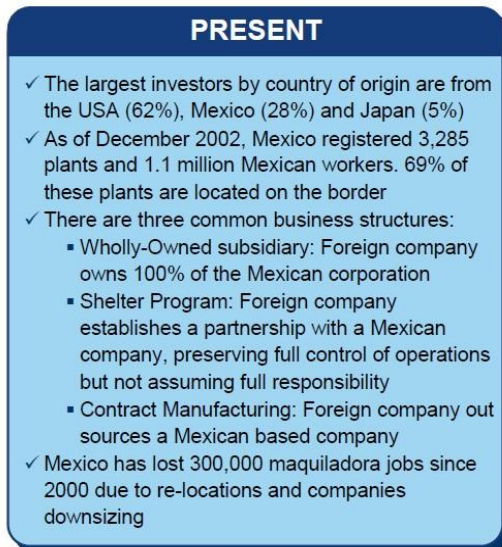 PRESENT
✓ The largest investors by country of origin are from
the USA (62%), Mexico (28%) and Japan (5%)
✓ As of December 2002, Mexico registered 3,285
plants and 1.1 million Mexican workers. 69% of
these plants are located on the border
✓ There are three common business structures:
▪ Wholly-Owned subsidiary: Foreign company
owns 100% of the Mexican corporation
▪ Shelter Program: Foreign company
establishes a partnership with a Mexican
company, preserving full control of operations
but not assuming full responsibility
▪ Contract Manufacturing: Foreign company out
sources a Mexican based company
✓ Mexico has lost 300,000 maquiladora jobs since
2000 due to re-locations and companies
downsizing